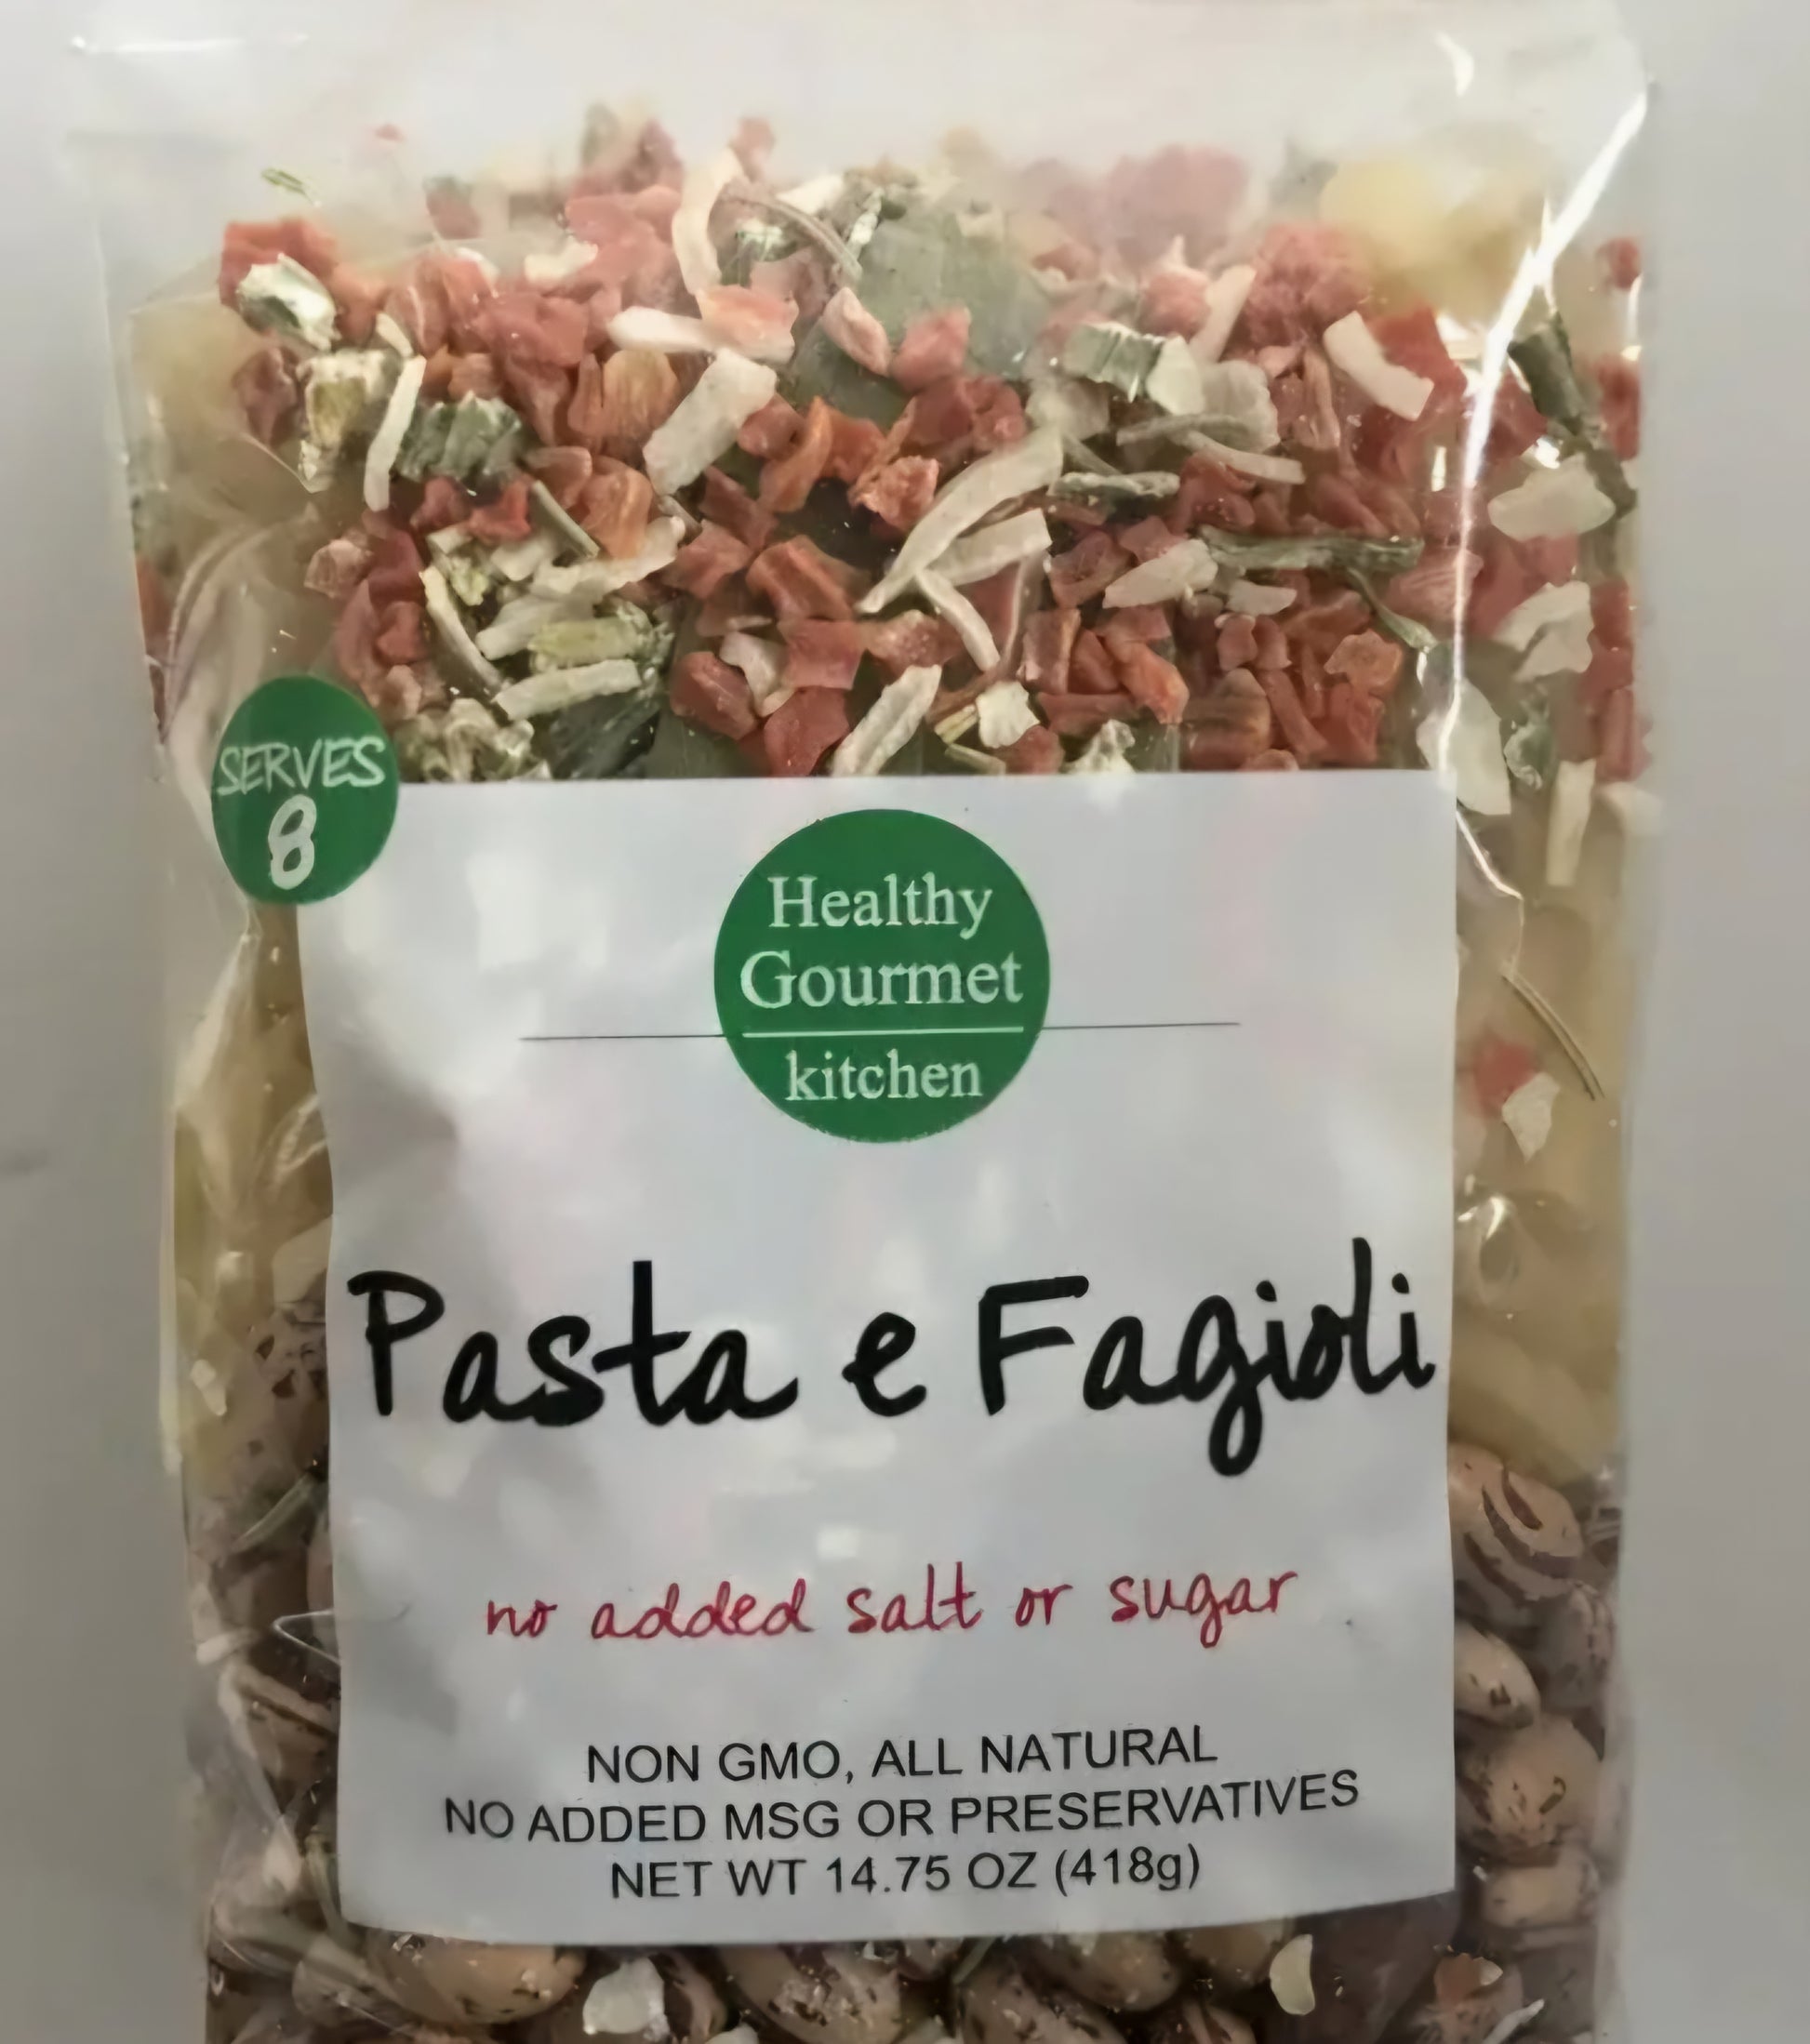 SERVES
8
Healthy
Gourmet
kitchen
Pasta e Fagioli
no added salt or sugar
NON GMO, ALL NATURAL
NO ADDED MSG OR PRESERVATIVES
NET WT 14.75 OZ (418g)